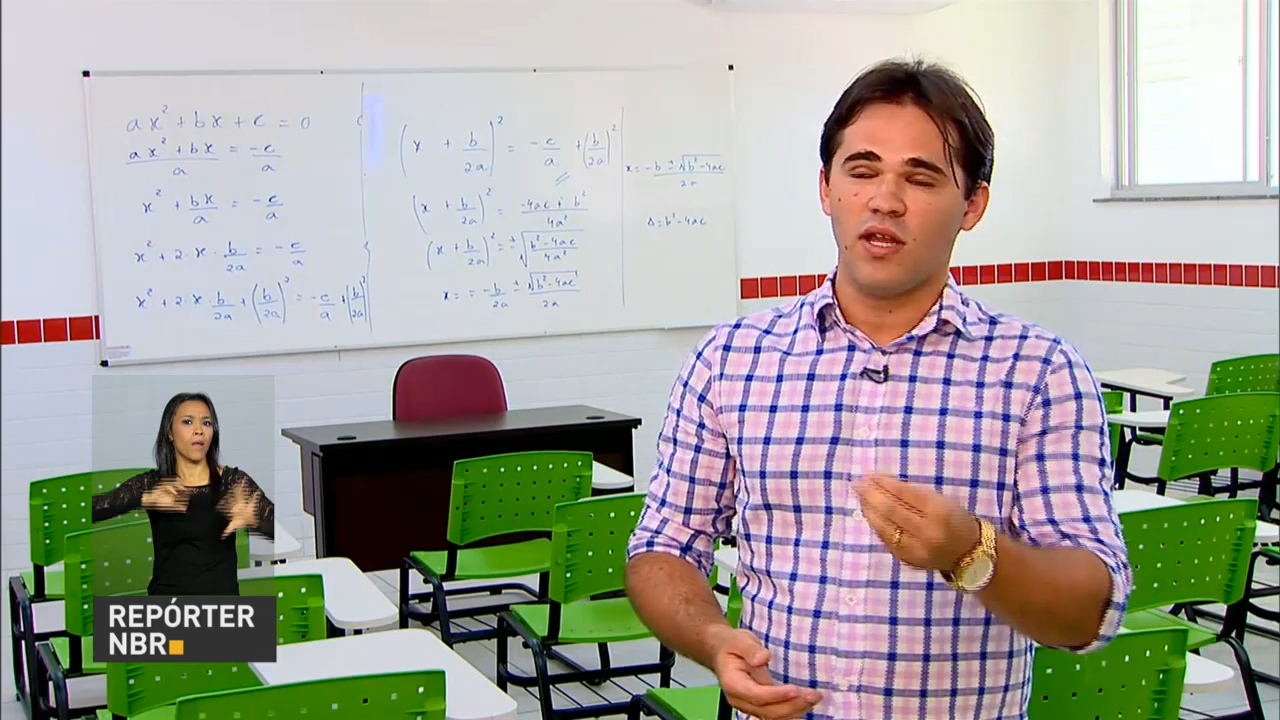 ax² + bx + c = 0
ax² + bx / a = -c/a
x² + bx/a = -c/a
x² + 2·x·b/2a = -c/a
x² + 2·x·b/2a + (b/2a)² = -c/a + (b/2a)²
(x + b/2a)² = -c/a + (b/2a)²
(x + b/2a)² = -4ac + b² / 4a²
(x + b/2a)² = ± √(b² - 4ac / 4a²)
x = = -b/2a ± √(b² - 4ac) / 2a
x = -b ± √(b² - 4ac) / 2a
Δ = b² - 4ac
REPÓRTER
NBR